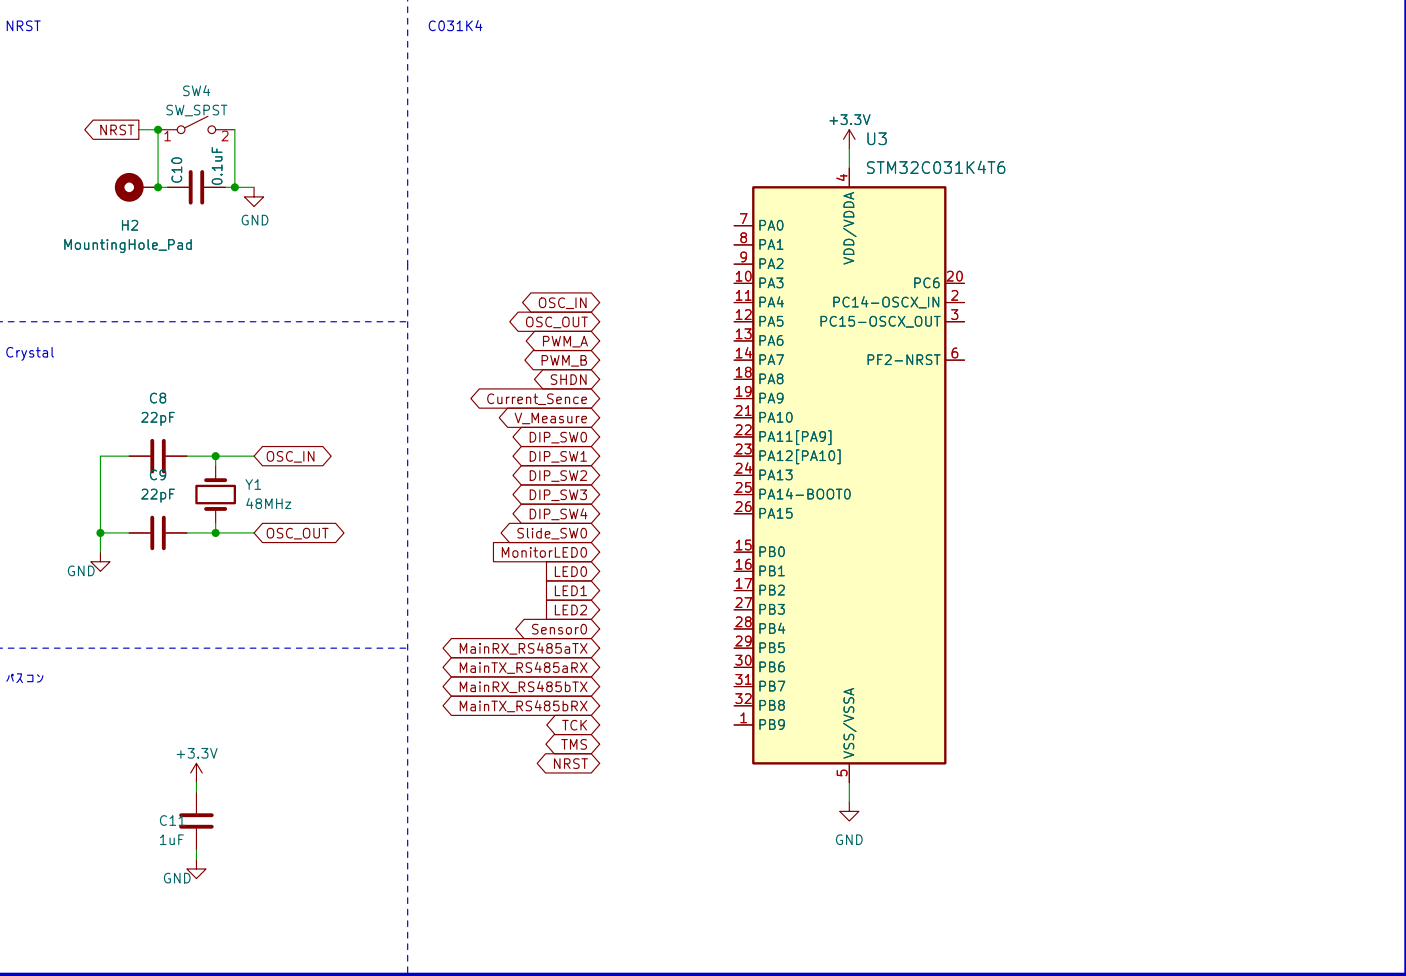 NRST
SW4
SW_SPST
NRST
1
2
C10
0.1uF
GND
H2
MountingHole_Pad
Crystal
C8
22pF
OSC_IN
C9
22pF
Y1
48MHz
OSC_OUT
GND
パスコン
+3.3V
C11
1uF
GND
C031K4
OSC_IN
OSC_OUT
PWM_A
PWM_B
SHDN
Current_Sence
V_Measure
DIP_SW0
DIP_SW1
DIP_SW2
DIP_SW3
DIP_SW4
Slide_SW0
MonitorLED0
LED0
LED1
LED2
Sensor0
MainRX_RS485aTX
MainTX_RS485aRX
MainRX_RS485bTX
MainTX_RS485bRX
TCK
TMS
NRST
+3.3V
U3
STM32C031K4T6
4
VDD/VDDA
7 PA0
8 PA1
9 PA2
10 PA3
11 PA4
12 PA5
13 PA6
14 PA7
18 PA8
19 PA9
21 PA10
22 PA11[PA9]
23 PA12[PA10]
24 PA13
25 PA14-BOOT0
26 PA15
15 PB0
16 PB1
17 PB2
27 PB3
28 PB4
29 PB5
30 PB6
31 PB7
32 PB8
1 PB9
PC6 20
PC14-OSCX_IN 2
PC15-OSCX_OUT 3
PF2-NRST 6
VSS/VSSA
5
GND